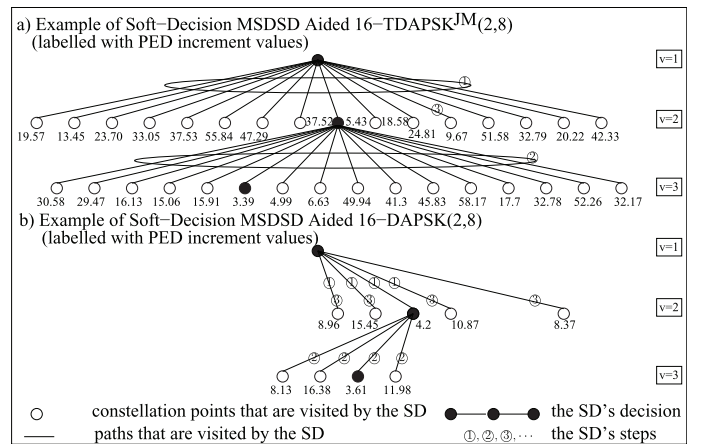 a) Example of Soft−Decision MSDSD Aided 16−TDAPSKJM(2,8)
(labelled with PED increment values)
v=1
1
3
v=2
19.57 13.45 23.70 33.05 37.53 55.84 47.29 37.52 5.43 18.58 24.81 9.67 51.58 32.79 20.22 42.33
2
v=3
30.58 29.47 16.13 15.06 15.91 3.39 4.99 6.63 49.94 41.3 45.83 58.17 17.7 32.78 52.26 32.17
b) Example of Soft−Decision MSDSD Aided 16−DAPSK(2,8)
(labelled with PED increment values)
v=1
1 1 1 1
3 3 3 3
v=2
8.96 15.45 4.2 10.87 8.37
2 2 2 2
v=3
8.13 16.38 3.61 11.98
constellation points that are visited by the SD the SD's decision
paths that are visited by the SD ①, ②, ③, ··· the SD's steps